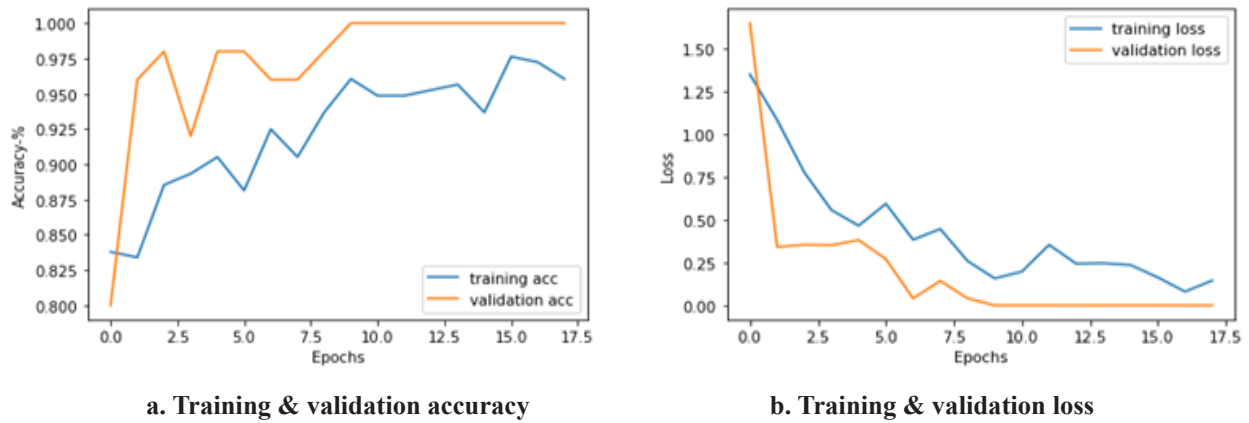 1.000
0.975
0.950
0.925
0.900
0.875
0.850
0.825
0.800
Accuracy-%
training acc
validation acc
0.0 2.5 5.0 7.5 10.0 12.5 15.0 17.5
Epochs
a. Training & validation accuracy
1.50
1.25
1.00
0.75
0.50
0.25
0.00
Loss
training loss
validation loss
0.0 2.5 5.0 7.5 10.0 12.5 15.0 17.5
Epochs
b. Training & validation loss